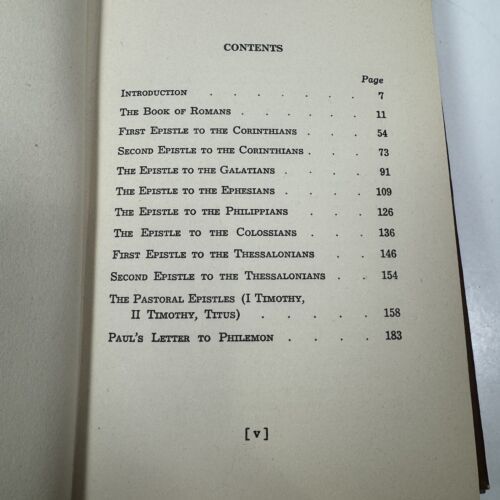 CONTENTS
Page
INTRODUCTION . . . . . . . 7
THE BOOK OF ROMANS . . . . . . 11
FIRST EPISTLE TO THE CORINTHIANS . . . 54
SECOND EPISTLE TO THE CORINTHIANS . . . 73
THE EPISTLE TO THE GALATIANS . . . . 91
THE EPISTLE TO THE EPHESIANS . . . . 109
THE EPISTLE TO THE PHILIPPIANS . . . 126
THE EPISTLE TO THE COLOSSIANS . . . 136
FIRST EPISTLE TO THE THESSALONIANS . . 146
SECOND EPISTLE TO THE THESSALONIANS . . 154
THE PASTORAL EPISTLES (I TIMOTHY,
II TIMOTHY, TITUS) . . . . . 158
PAUL'S LETTER TO PHILEMON . . . . 183
[v]